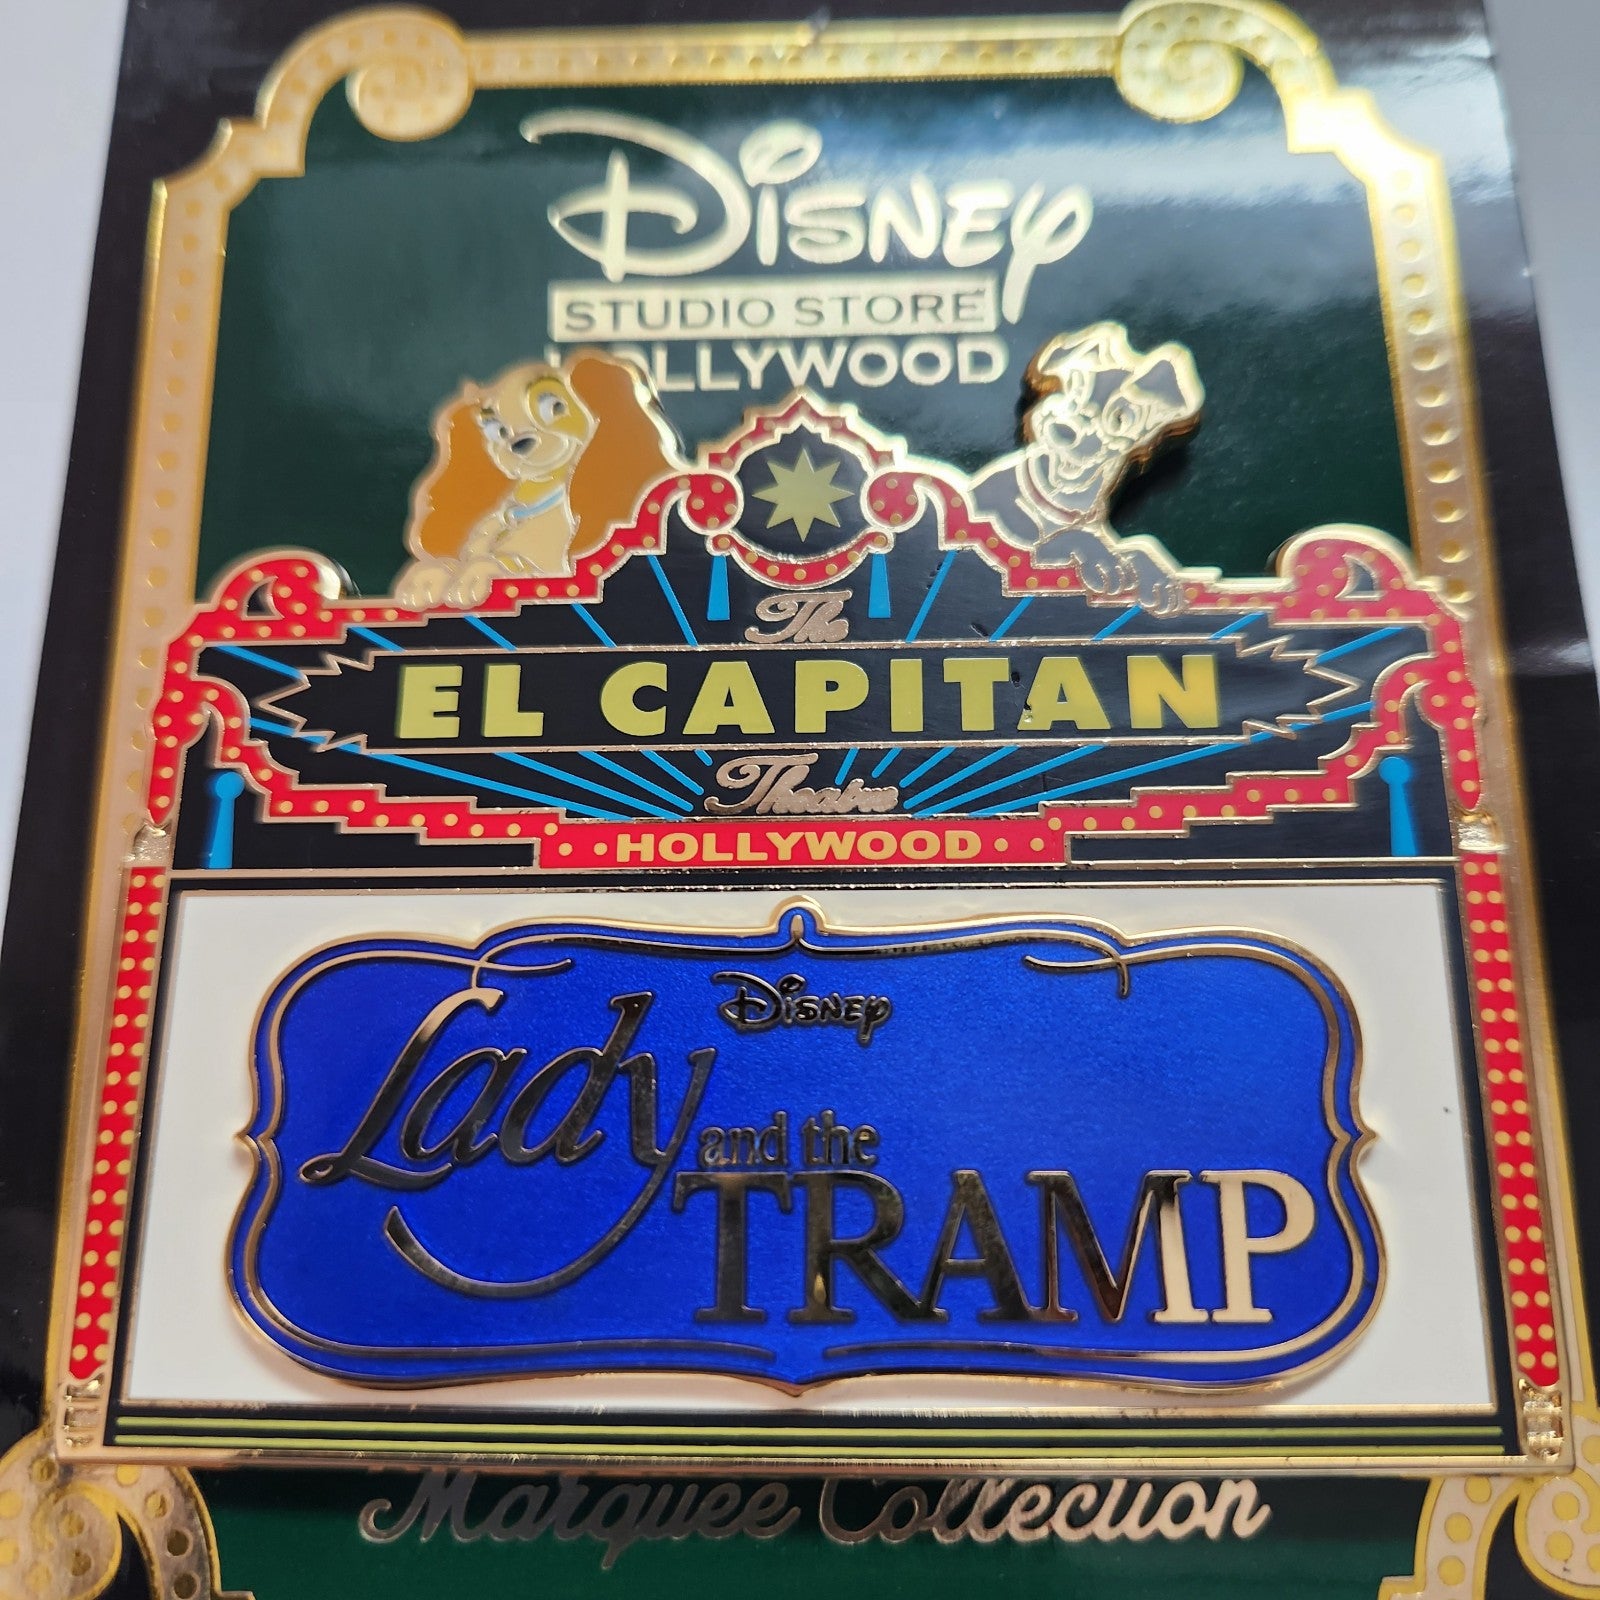 Disney
STUDIO STORE
HOLLYWOOD
The
EL CAPITAN
Theatre
HOLLYWOOD
Disney
Lady
and the
TRAMP
Marquee Collection